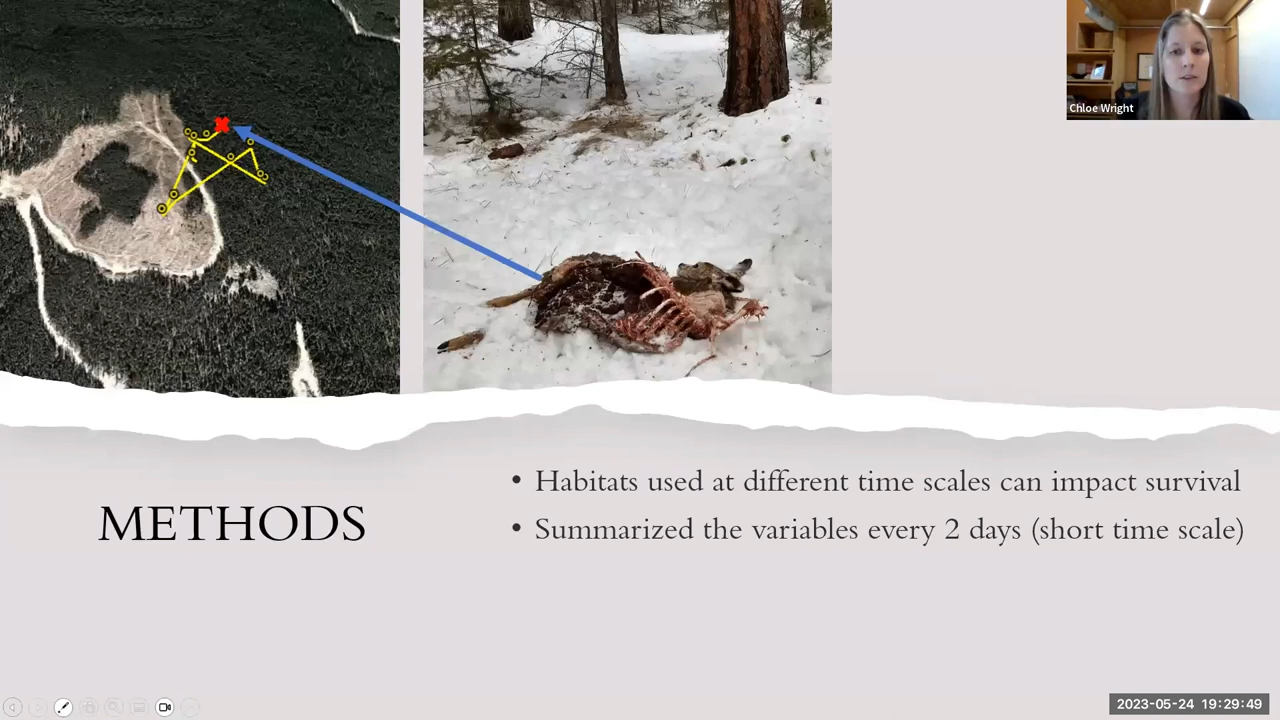 Chloe Wright
METHODS
• Habitats used at different time scales can impact survival
• Summarized the variables every 2 days (short time scale)
2023-05-24 19:29:49